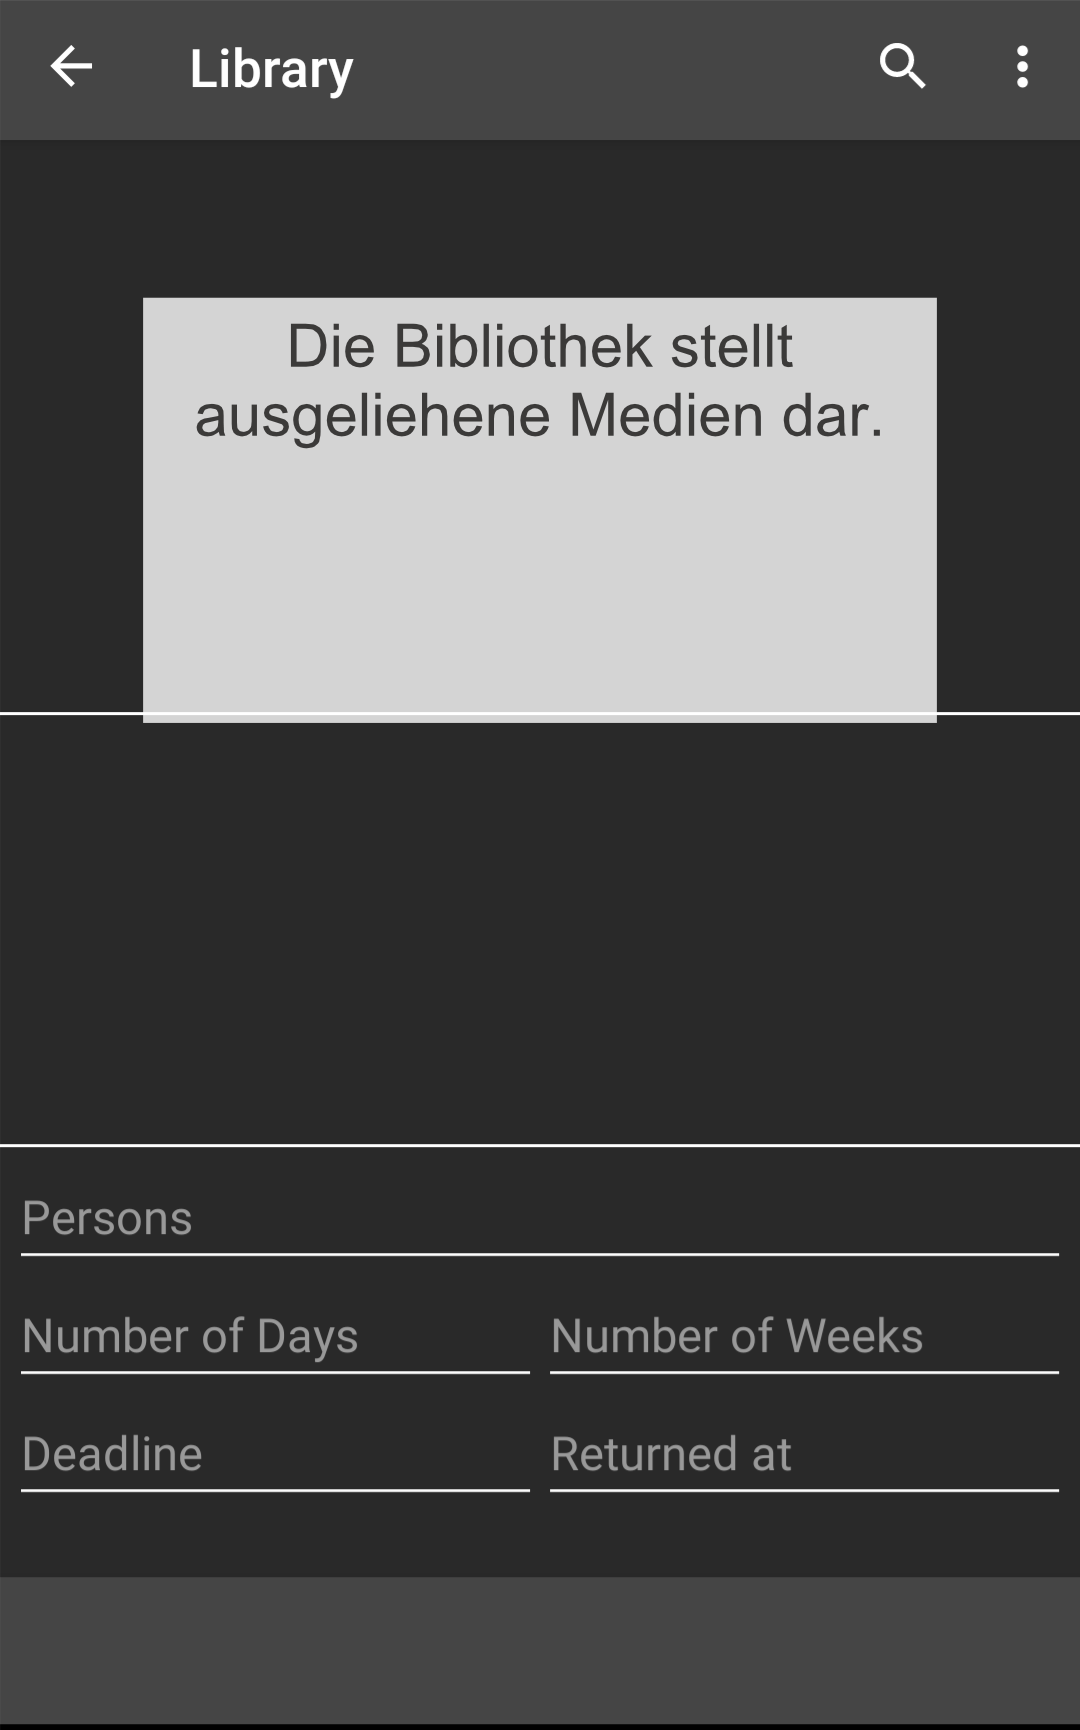 Library
Die Bibliothek stellt
ausgeliehene Medien dar.
Persons
Number of Days
Number of Weeks
Deadline
Returned at